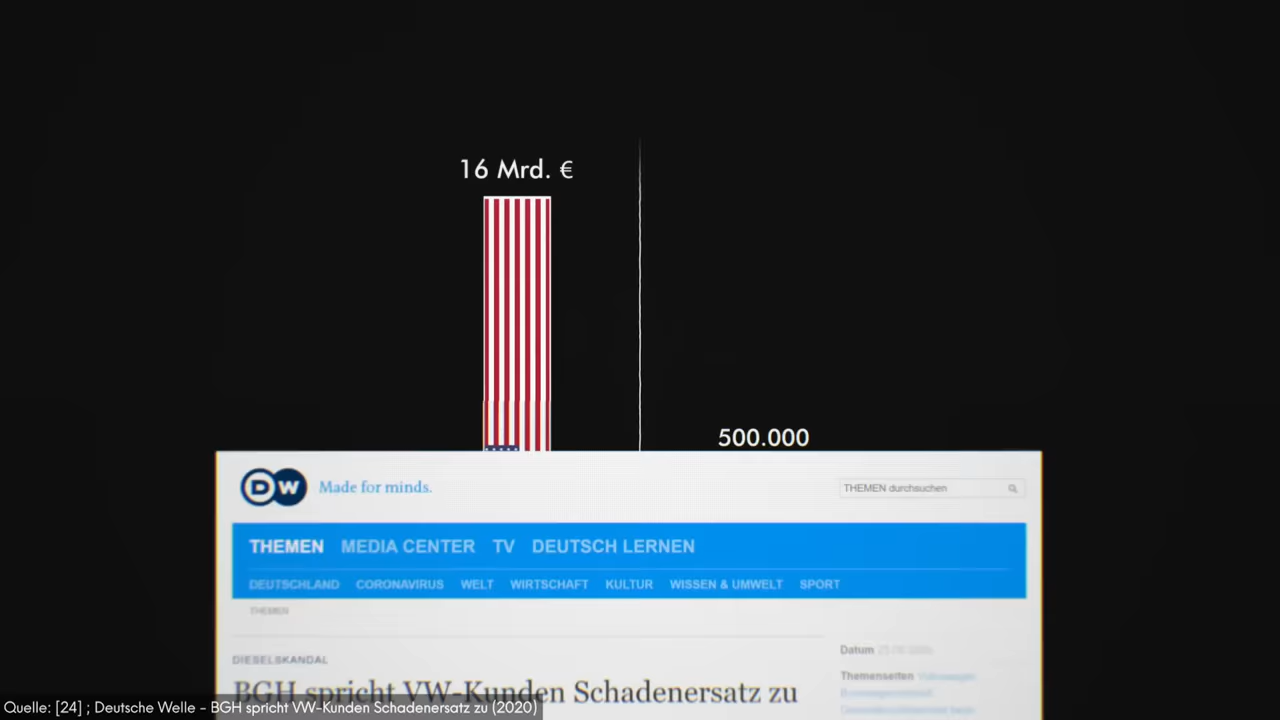 16 Mrd. €
500.000
DW Made for minds.
THEMEN durchsuchen
THEMEN MEDIA CENTER TV DEUTSCH LERNEN
DEUTSCHLAND CORONAVIRUS WELT WIRTSCHAFT KULTUR WISSEN & UMWELT SPORT
THEMEN
DIESELSKANDAL
BGH spricht VW-Kunden Schadenersatz zu
Datum
Themenseiten Volkswagen
Quelle: [24] ; Deutsche Welle - BGH spricht VW-Kunden Schadenersatz zu (2020)